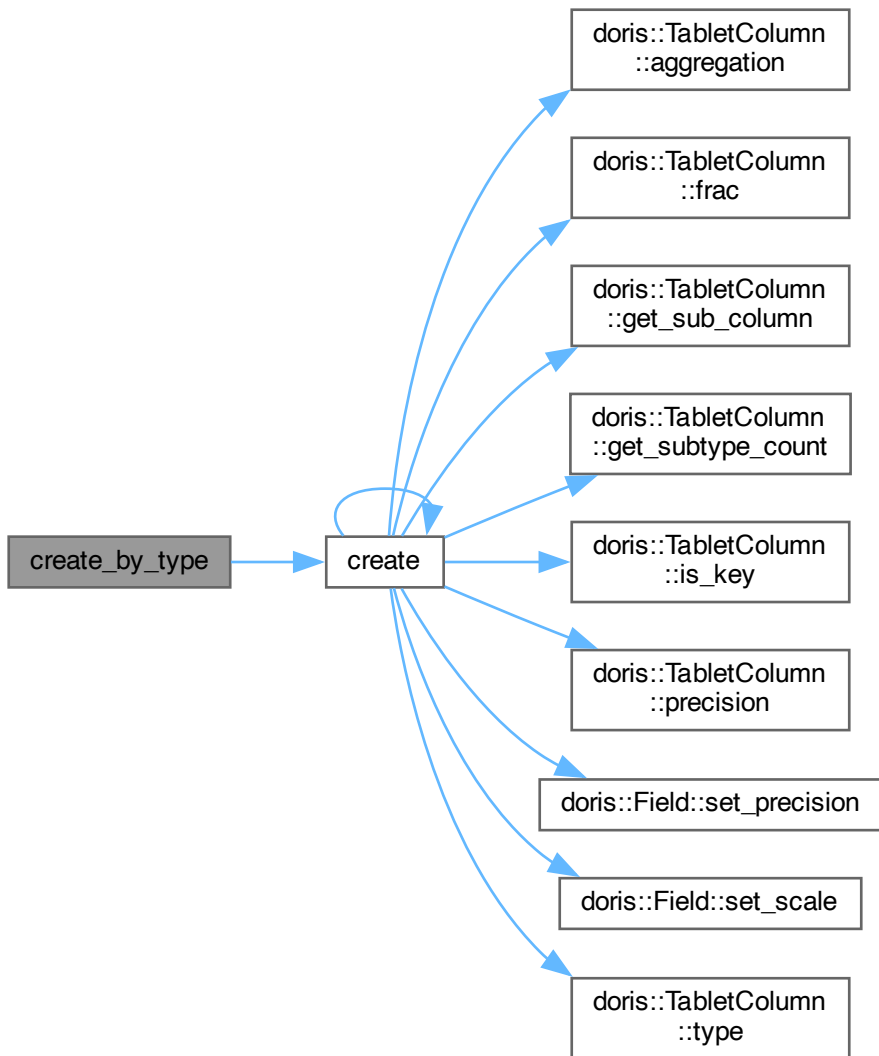 doris::TabletColumn
::aggregation
doris::TabletColumn
::frac
doris::TabletColumn
::get_sub_column
doris::TabletColumn
::get_subtype_count
create_by_type
create
doris::TabletColumn
::is_key
doris::TabletColumn
::precision
doris::Field::set_precision
doris::Field::set_scale
doris::TabletColumn
::type